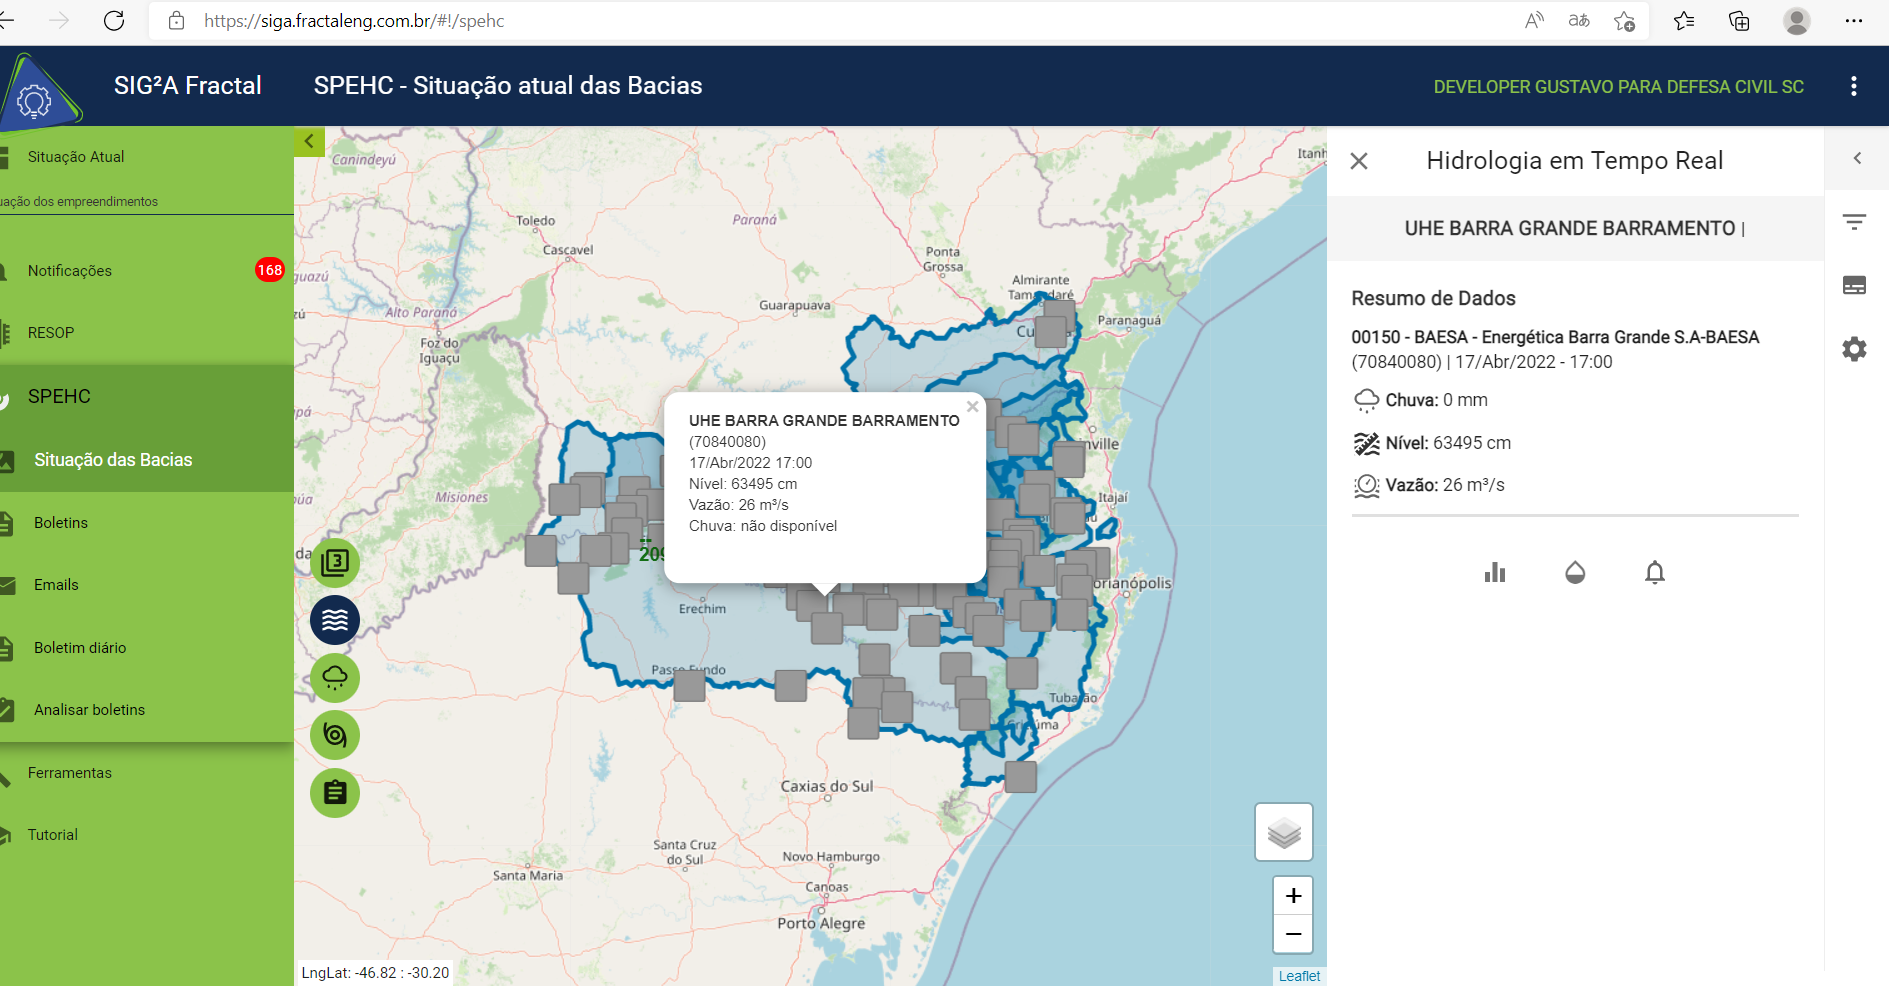 https://siga.fractaleng.com.br/#!/spehc
SIG²A Fractal
SPEHC - Situação atual das Bacias
DEVELOPER GUSTAVO PARA DEFESA CIVIL SC
Situação Atual
uação dos empreendimentos
Notificações
168
RESOP
SPEHC
Situação das Bacias
Boletins
Emails
Boletim diário
Analisar boletins
Ferramentas
Tutorial
Canindeyú
Itanh
Toledo
Paraná
Cascavel
Ponta
Grossa
Almirante
Tamandaré
Guarapuava
Alto Paraná
Paranaguá
Foz do
Iguaçu
UHE BARRA GRANDE BARRAMENTO
(70840080)
17/Abr/2022 17:00
Nível: 63495 cm
Vazão: 26 m³/s
Chuva: não disponível
nville
Misiones
Itajaí
209
3
orianópolis
Erechim
Passo Fundo
Tubarão
Criciúma
Caxias do Sul
Santa Cruz
do Sul
Novo Hamburgo
Santa Maria
Canoas
Porto Alegre
+
−
LngLat: -46.82 : -30.20
Leaflet
Hidrologia em Tempo Real
UHE BARRA GRANDE BARRAMENTO |
Resumo de Dados
00150 - BAESA - Energética Barra Grande S.A-BAESA
(70840080) | 17/Abr/2022 - 17:00
Chuva: 0 mm
Nível: 63495 cm
Vazão: 26 m³/s